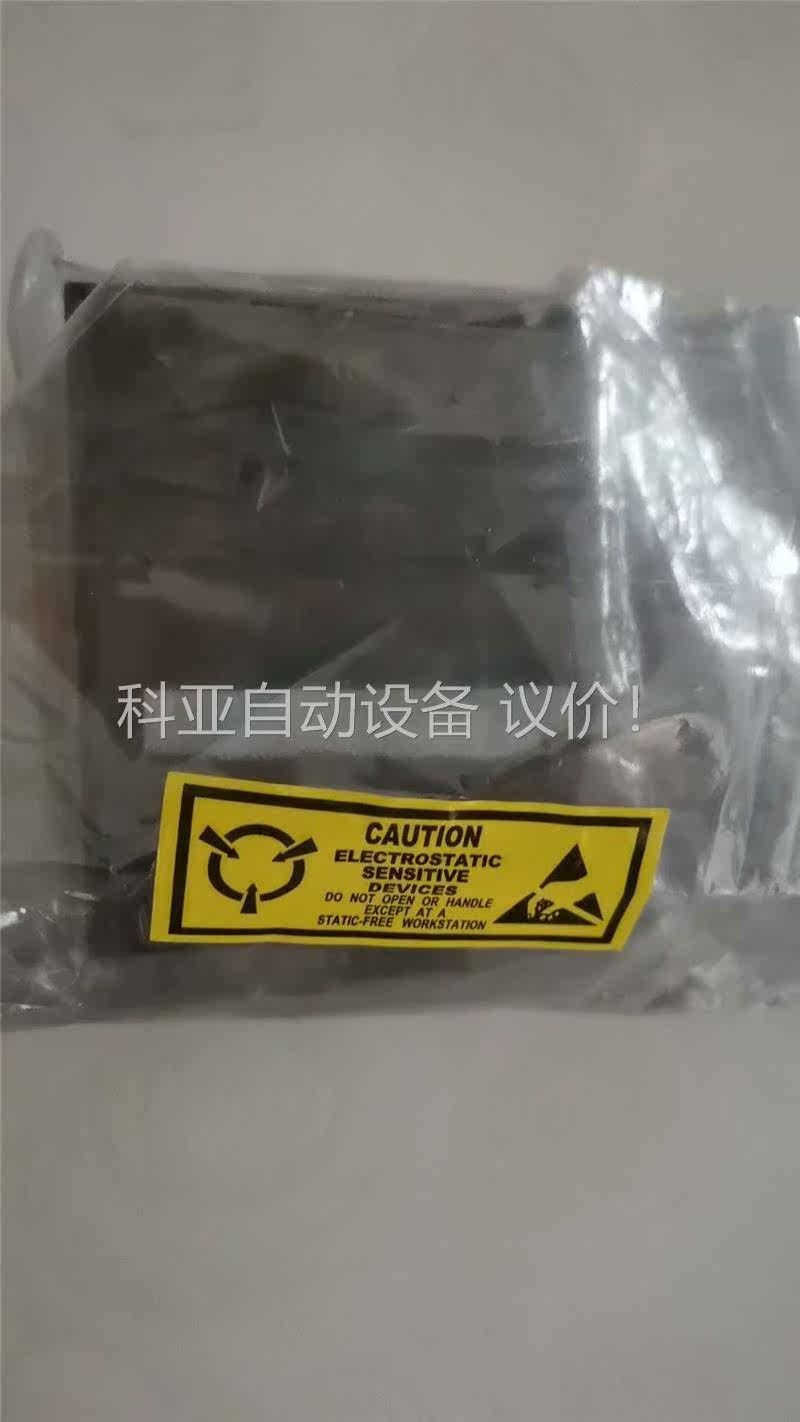 科亚自动设备 议价！
CAUTION
ELECTROSTATIC
SENSITIVE
DEVICES
DO NOT OPEN OR HANDLE
EXCEPT AT A
STATIC-FREE WORKSTATION